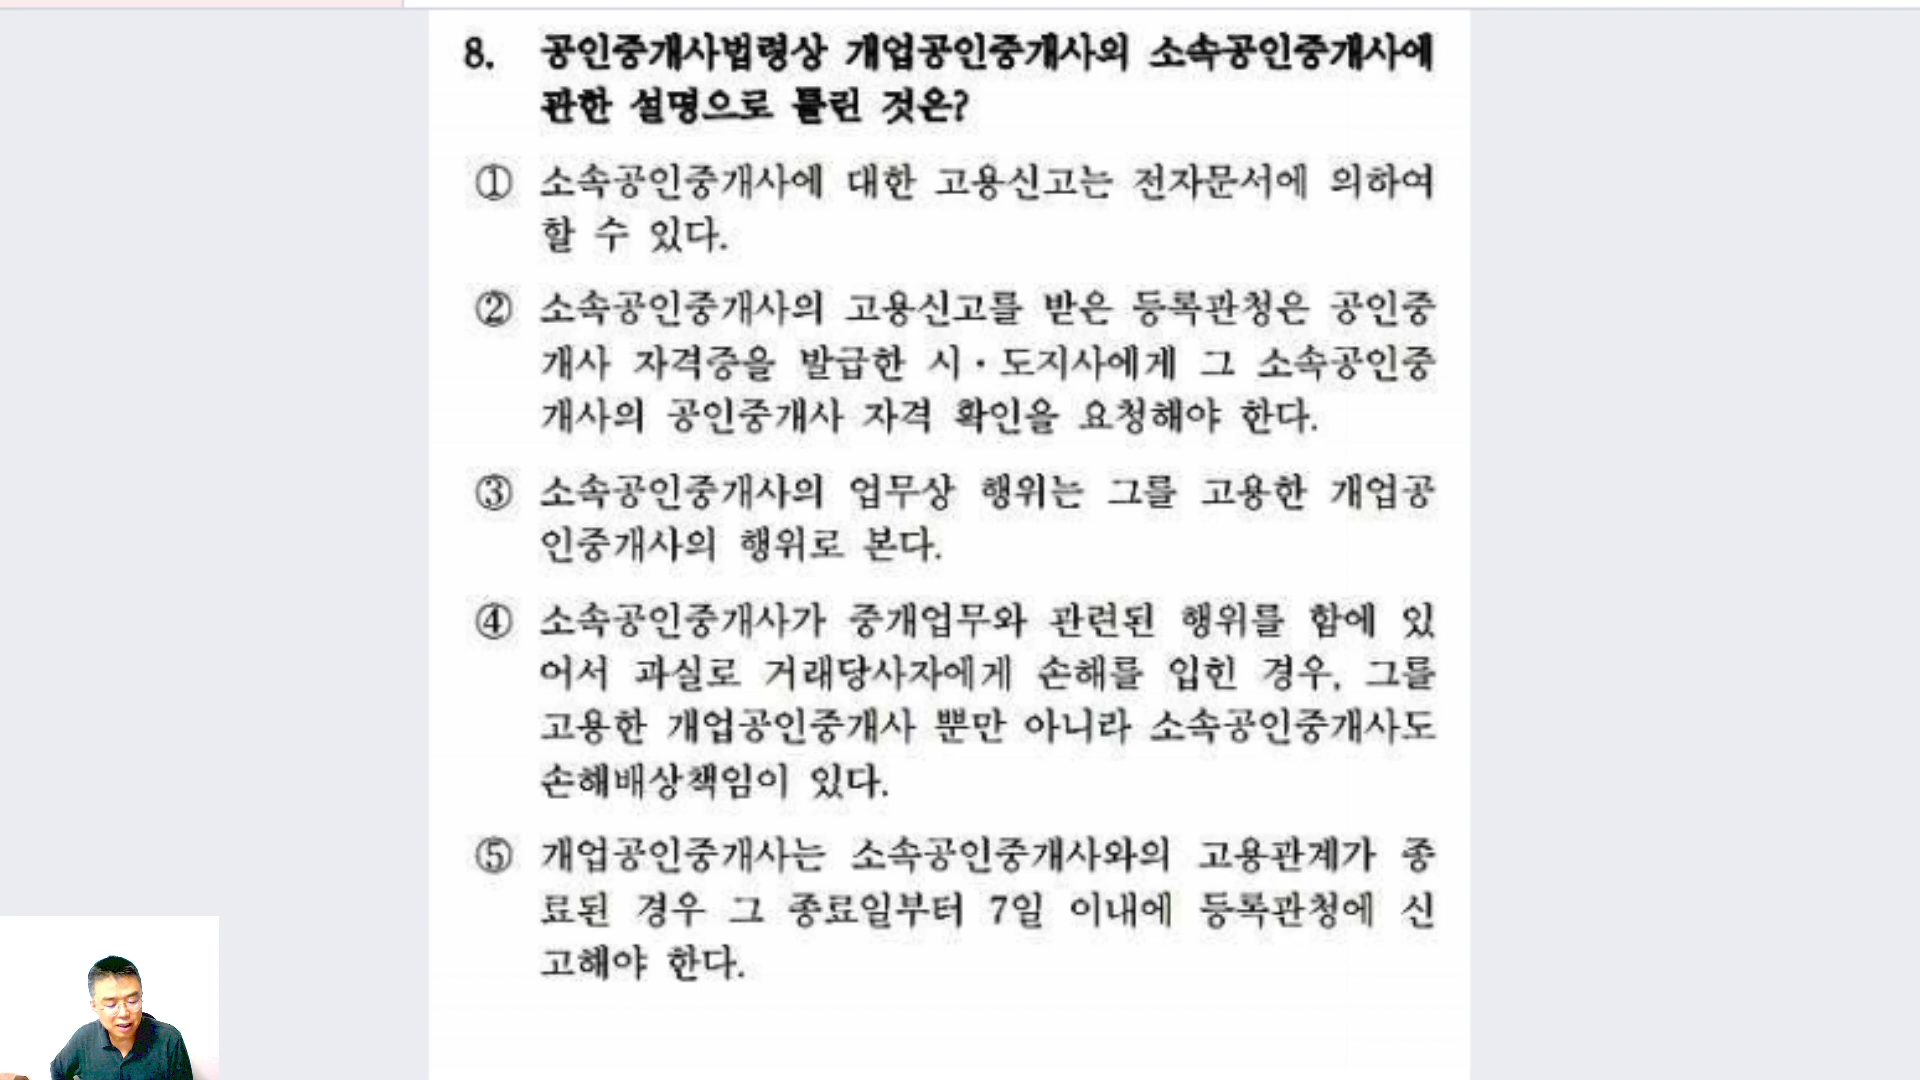 8. 공인중개사법령상 개업공인중개사의 소속공인중개사에
관한 설명으로 틀린 것은?
① 소속공인중개사에 대한 고용신고는 전자문서에 의하여
할 수 있다.
② 소속공인중개사의 고용신고를 받은 등록관청은 공인중
개사 자격증을 발급한 시·도지사에게 그 소속공인중
개사의 공인중개사 자격 확인을 요청해야 한다.
③ 소속공인중개사의 업무상 행위는 그를 고용한 개업공
인중개사의 행위로 본다.
④ 소속공인중개사가 중개업무와 관련된 행위를 함에 있
어서 과실로 거래당사자에게 손해를 입힌 경우, 그를
고용한 개업공인중개사 뿐만 아니라 소속공인중개사도
손해배상책임이 있다.
⑤ 개업공인중개사는 소속공인중개사와의 고용관계가 종
료된 경우 그 종료일부터 7일 이내에 등록관청에 신
고해야 한다.